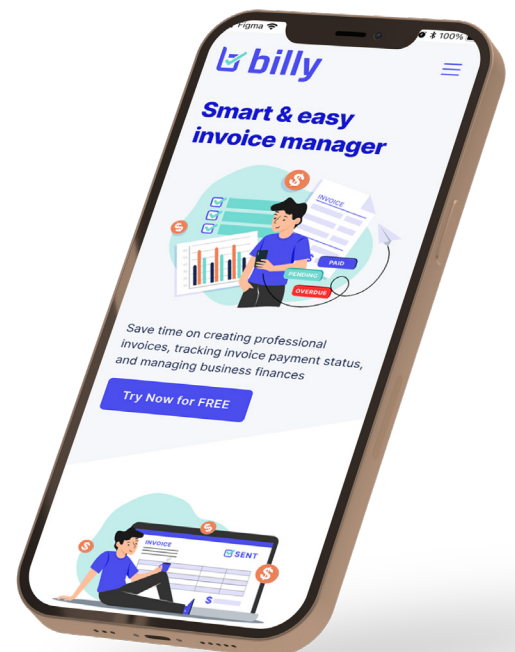 Figma
100%
billy
Smart & easy
invoice manager
INVOICE
$
$
$
PAID
PENDING
OVERDUE
Save time on creating professional
invoices, tracking invoice payment status,
and managing business finances
Try Now for FREE
INVOICE
SENT
$
$
$
$